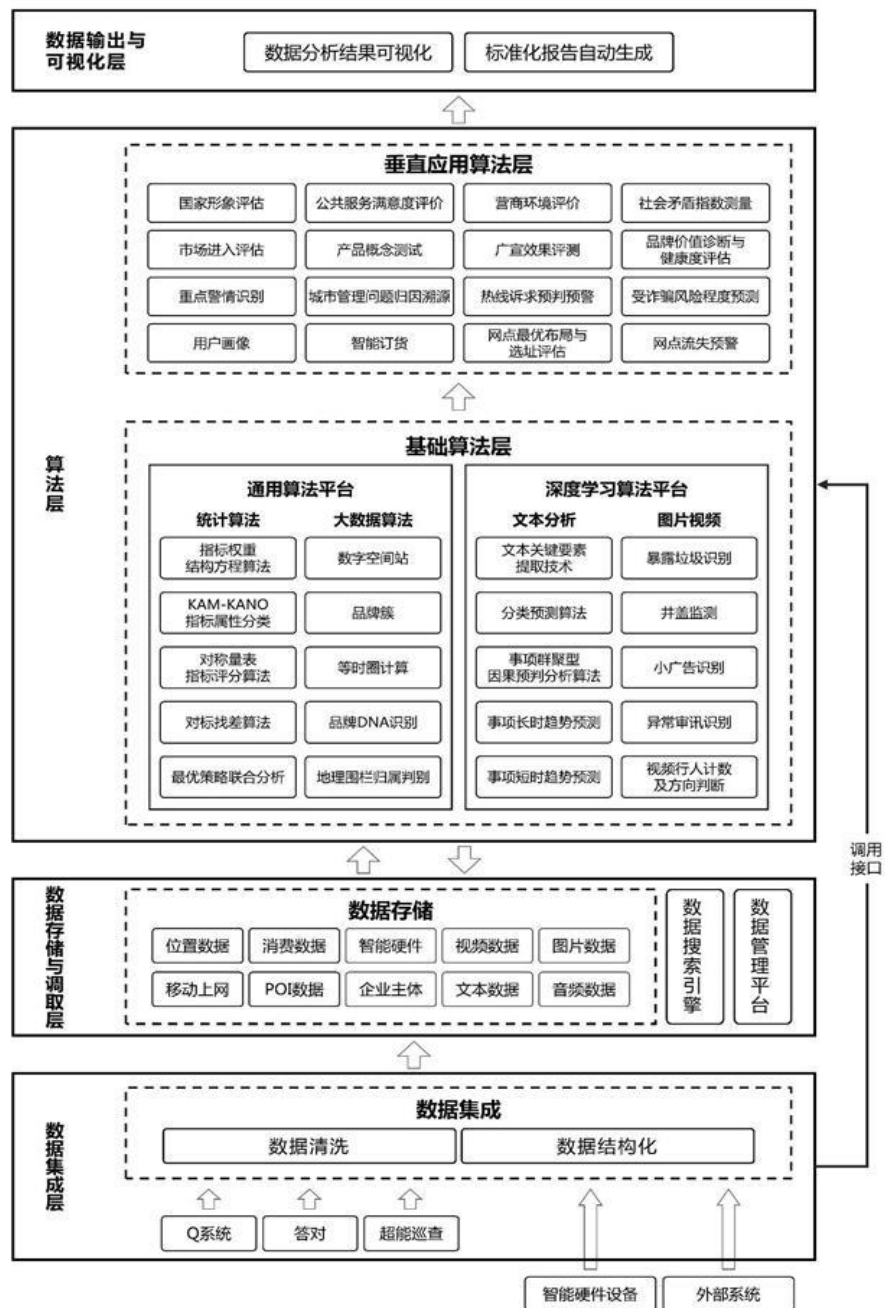 数据输出与
可视化层
数据分析结果可视化
标准化报告自动生成
算法层
垂直应用算法层
国家形象评估
公共服务满意度评价
营商环境评价
社会矛盾指数测量
市场进入评估
产品概念测试
广宣效果评测
品牌价值诊断与
健康度评估
重点警情识别
城市管理问题归因溯源
热线诉求预判预警
受诈骗风险程度预测
用户画像
智能订货
网点最优布局与
选址评估
网点流失预警
基础算法层
通用算法平台
统计算法
大数据算法
指标权重
结构方程算法
数字空间站
KAM-KANO
指标属性分类
品牌簇
对称量表
指标评分算法
等时圈计算
对标找差算法
品牌DNA识别
最优策略联合分析
地理围栏归属判别
深度学习算法平台
文本分析
图片视频
文本关键要素
提取技术
暴露垃圾识别
分类预测算法
井盖监测
事项群聚型
因果预判分析算法
小广告识别
事项长时趋势预测
异常审讯识别
事项短时趋势预测
视频行人计数
及方向判断
调用
接口
数据存储与调取层
数据存储
位置数据
消费数据
智能硬件
视频数据
图片数据
移动上网
POI数据
企业主体
文本数据
音频数据
数据搜索引擎
数据管理平台
数据集成层
数据集成
数据清洗
数据结构化
Q系统
答对
超能巡查
智能硬件设备
外部系统